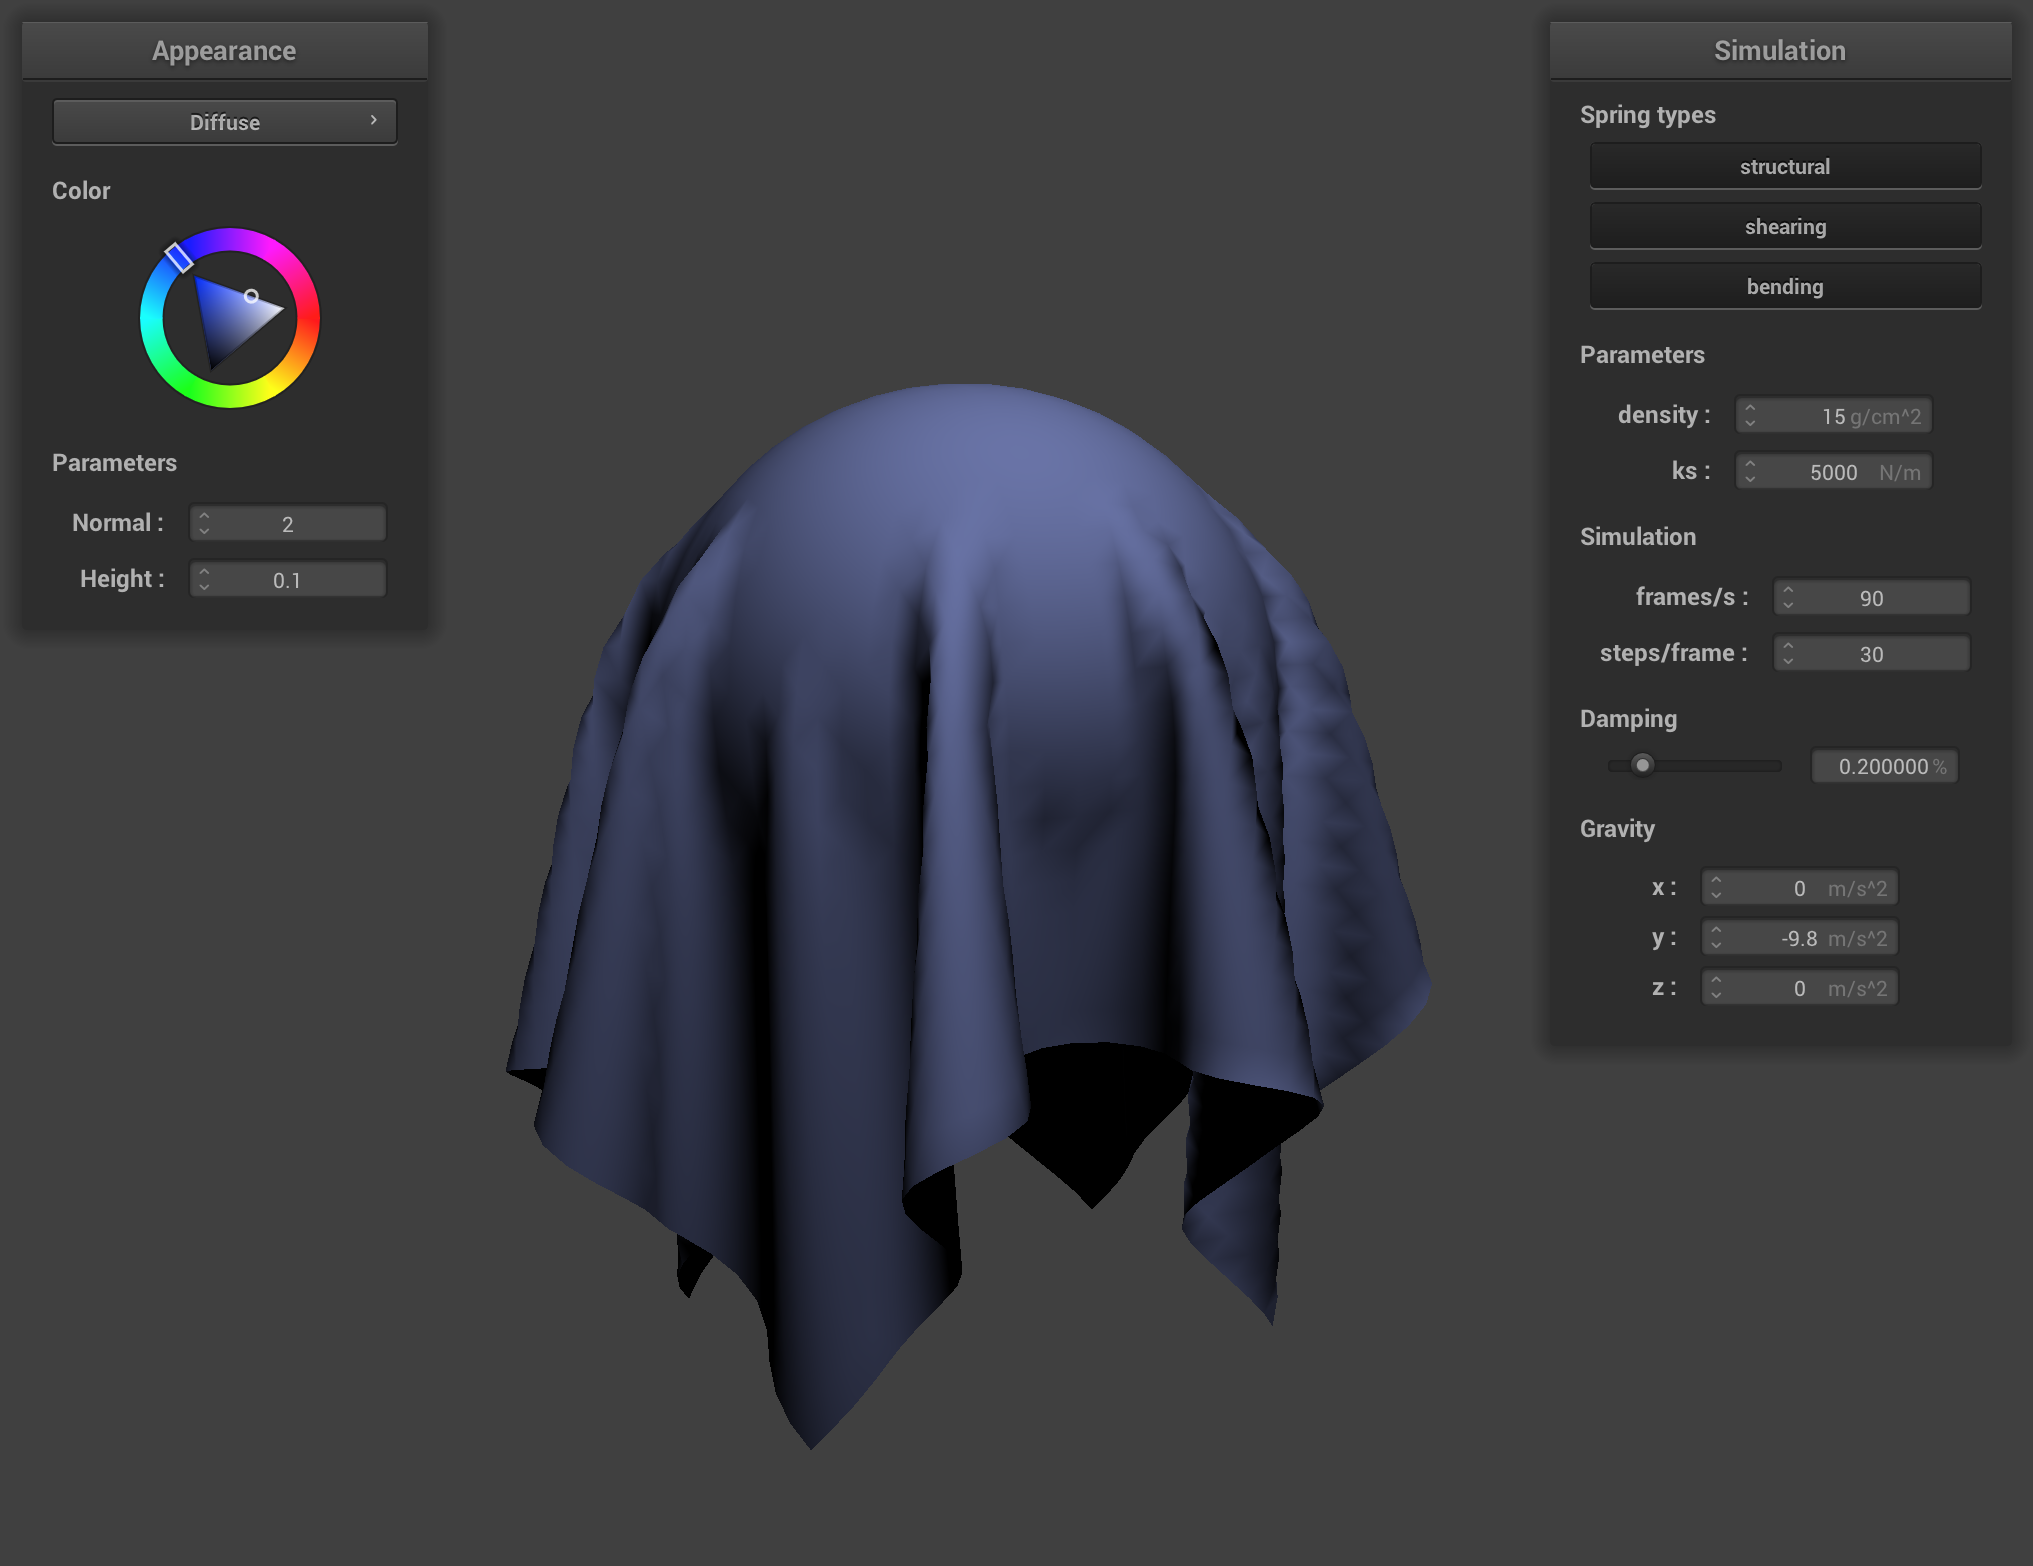 Appearance
Diffuse
Color
Parameters
Normal : 2
Height : 0.1
Simulation
Spring types
structural
shearing
bending
Parameters
density : 15 g/cm^2
ks : 5000 N/m
Simulation
frames/s : 90
steps/frame : 30
Damping
0.200000 %
Gravity
x : 0 m/s^2
y : -9.8 m/s^2
z : 0 m/s^2